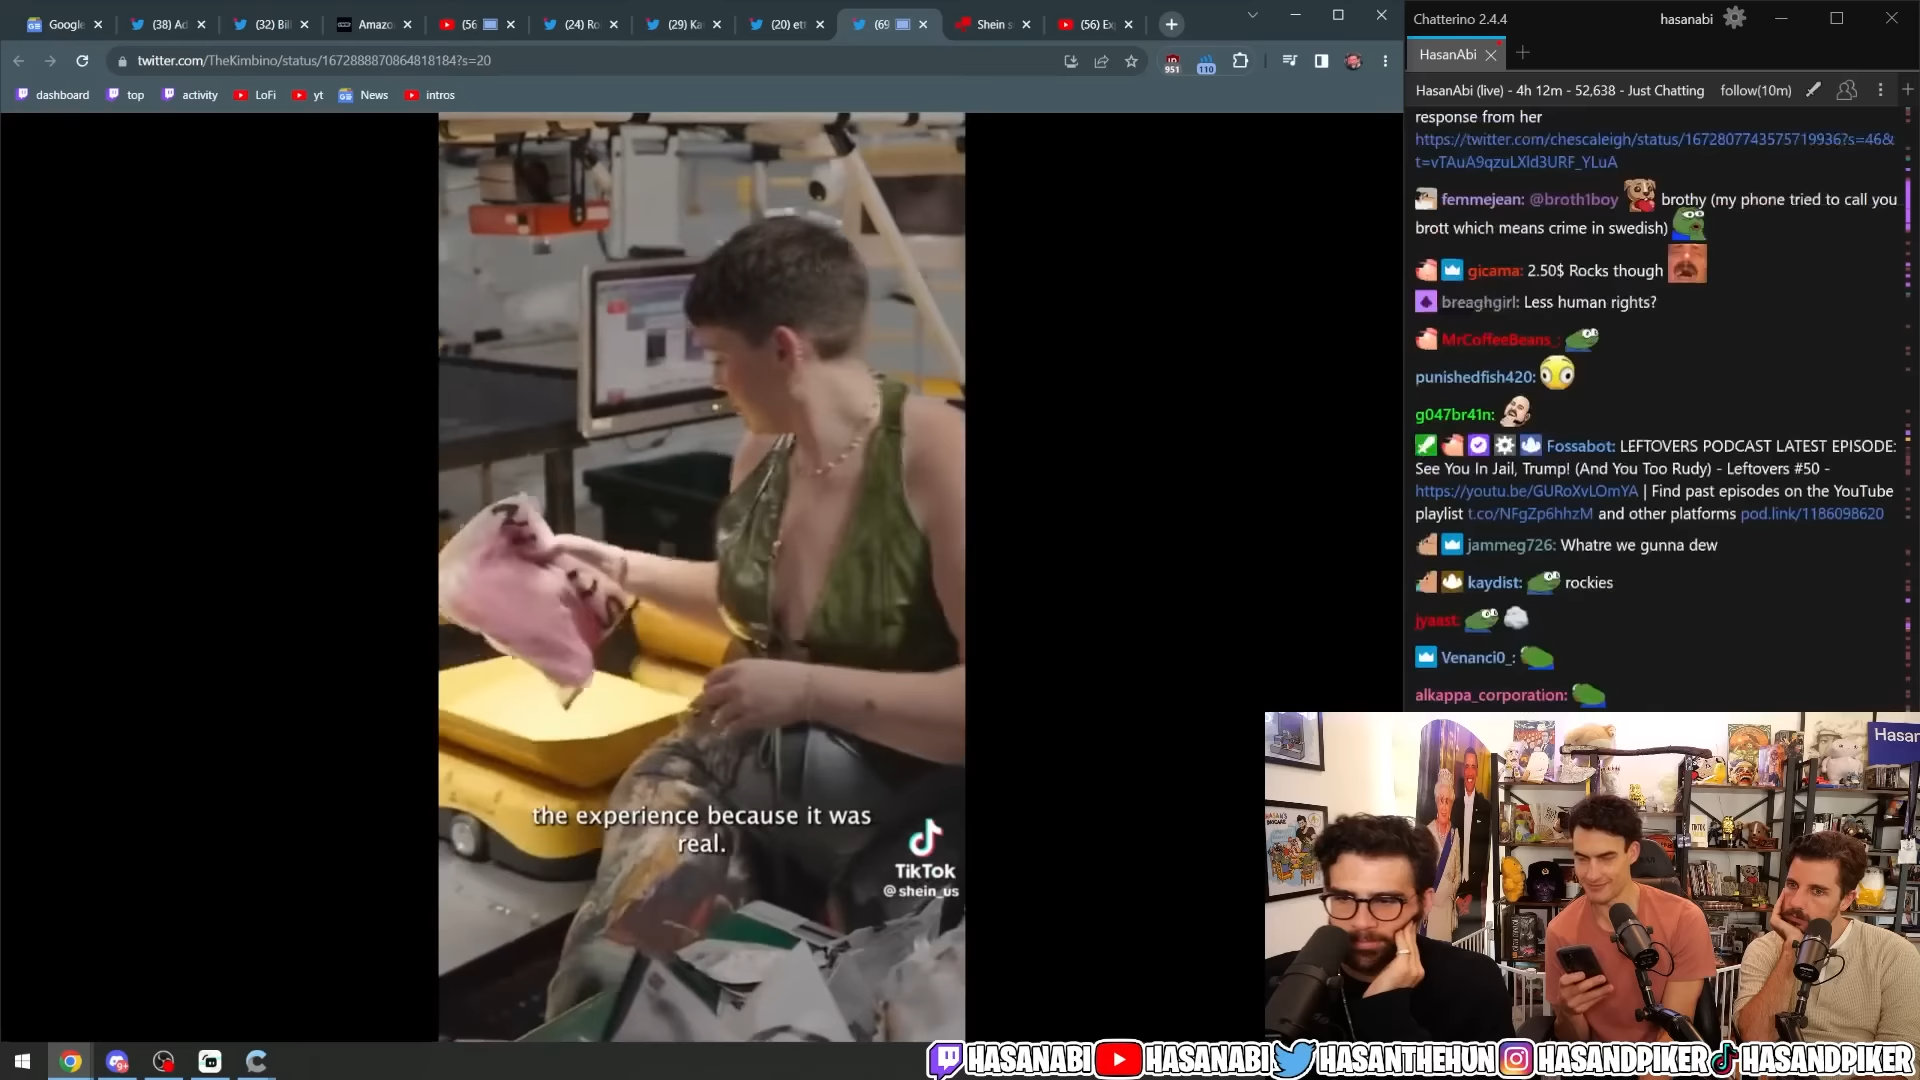 Google
(38) Ad
(32) Bil
Amazo
(56
(24) Ro
(29) Ka
(20) ett
(69
Shein s
(56) Ex
twitter.com/TheKimbino/status/1672888708648181842?s=20
951
110
dashboard
top
activity
LoFi
yt
News
intros
Chatterino 2.4.4
hasanabi
HasanAbi
HasanAbi (live) - 4h 12m - 52,638 - Just Chatting
follow(10m)
response from her
https://twitter.com/chescaleigh/status/1672807743575719936?s=46&
t=vTAuA9qzuLXld3URF_YLuA
femmejean: @broth1boy brothy (my phone tried to call you
brott which means crime in swedish)
gicama: 2.50$ Rocks though
breaghgirl: Less human rights?
MrCoffeeBeans_:
punishedfish420:
g047br41n:
Fossabot: LEFTOVERS PODCAST LATEST EPISODE:
See You In Jail, Trump! (And You Too Rudy) - Leftovers #50 -
https://youtu.be/GURoXvLOmYA | Find past episodes on the YouTube
playlist t.co/NFgZp6hhzM and other platforms pod.link/1186098620
jammeg726: Whatre we gunna dew
kaydist: rockies
jyaast:
Venanci0_:
alkappa_corporation:
the experience because it was
real.
TikTok
@shein_us
Hasan
HASANABI
HASANABI
HASANTHEHUN
HASANDPIKER
HASANDPIKER